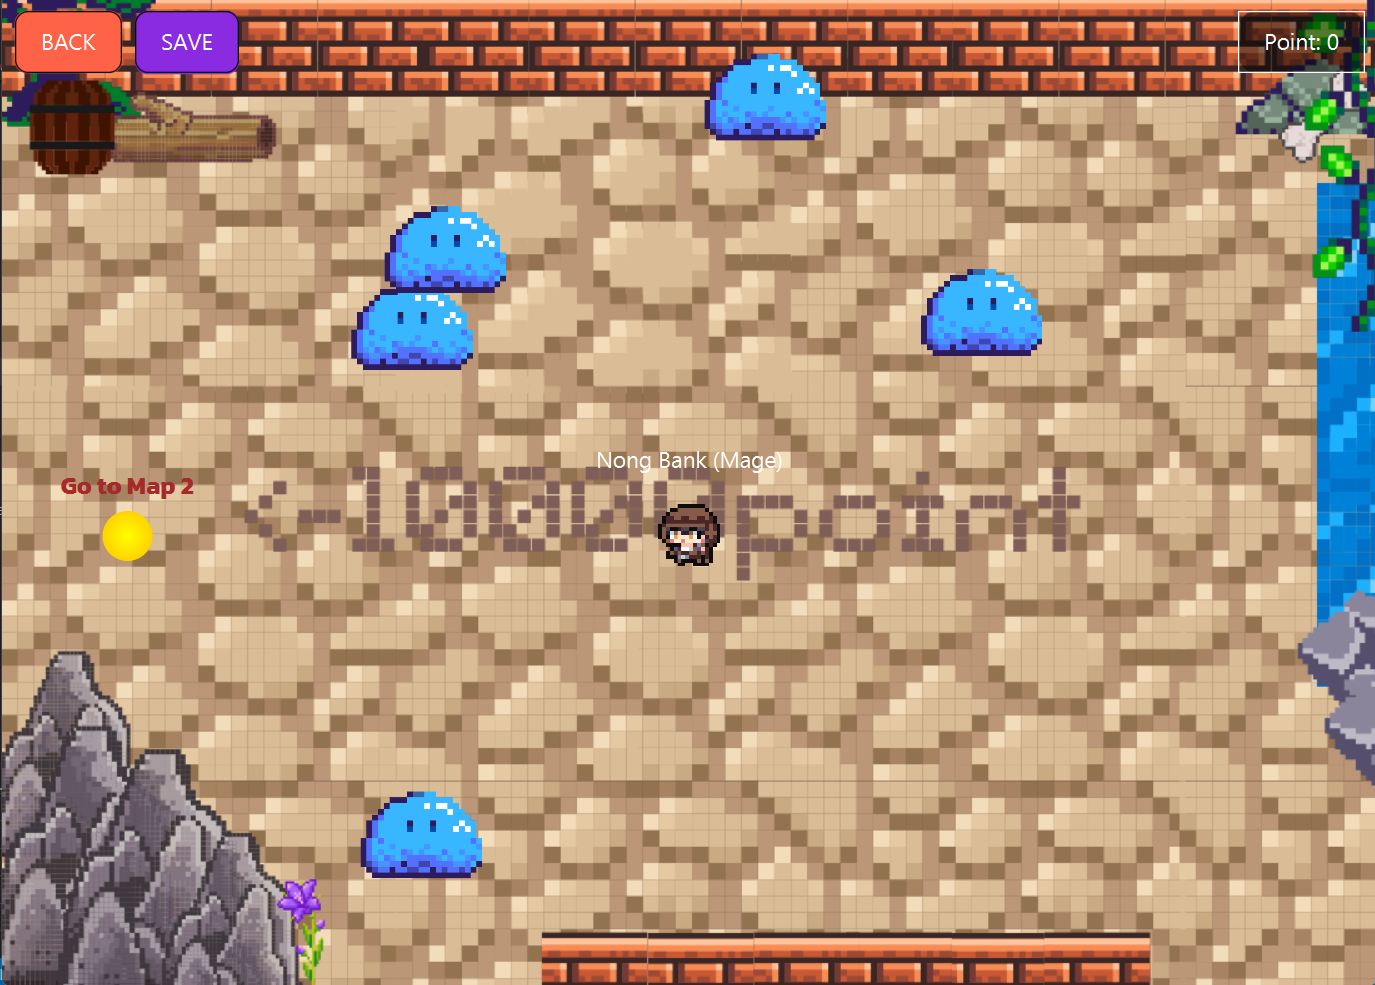 BACK
SAVE
Point: 0
Nong Bank (Mage)
Go to Map 2
<-1000 point